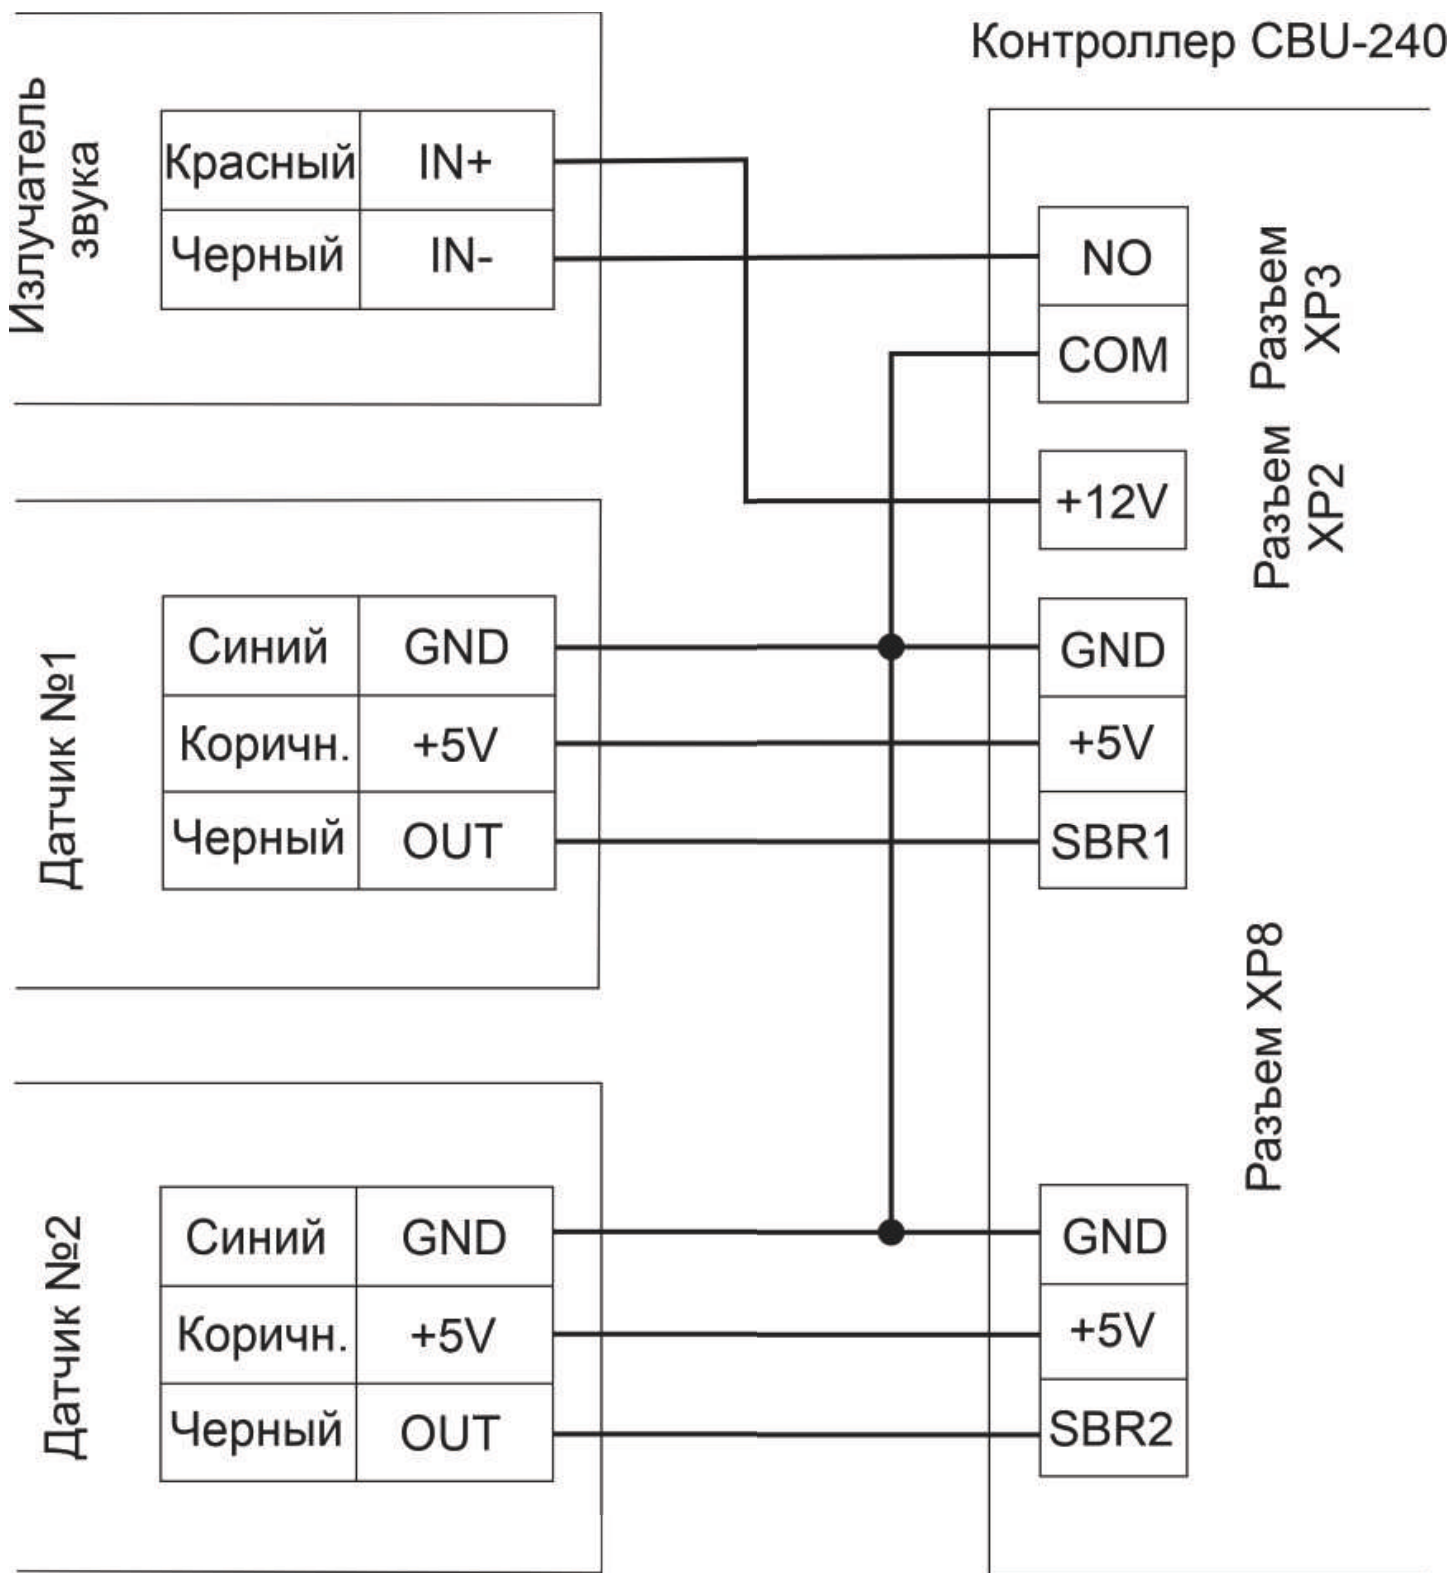 Контроллер CBU-240
Излучатель
звука
Красный IN+
Черный IN-
NO
COM
Разъем
XP3
+12V
Разъем
XP2
Датчик №1
Синий GND
Коричн. +5V
Черный OUT
GND
+5V
SBR1
Разъем XP8
Датчик №2
Синий GND
Коричн. +5V
Черный OUT
GND
+5V
SBR2